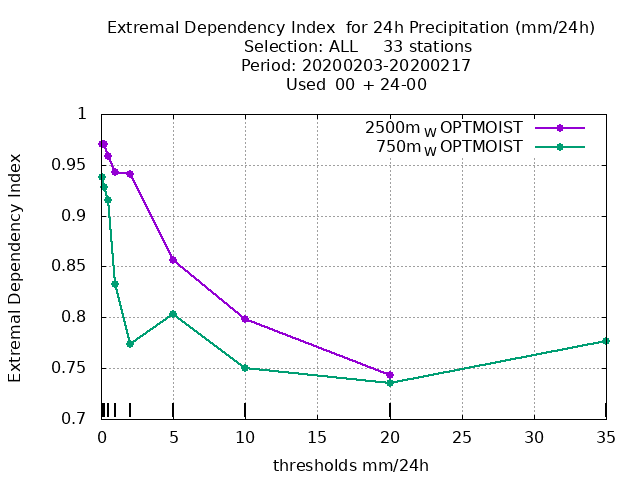 Extremal Dependency Index  for 24h Precipitation (mm/24h)
Selection: ALL     33 stations
Period: 20200203-20200217
Used  00 + 24-00
2500m W OPTMOIST
750m W OPTMOIST
Extremal Dependency Index
1
0.95
0.9
0.85
0.8
0.75
0.7
0 5 10 15 20 25 30 35
thresholds mm/24h